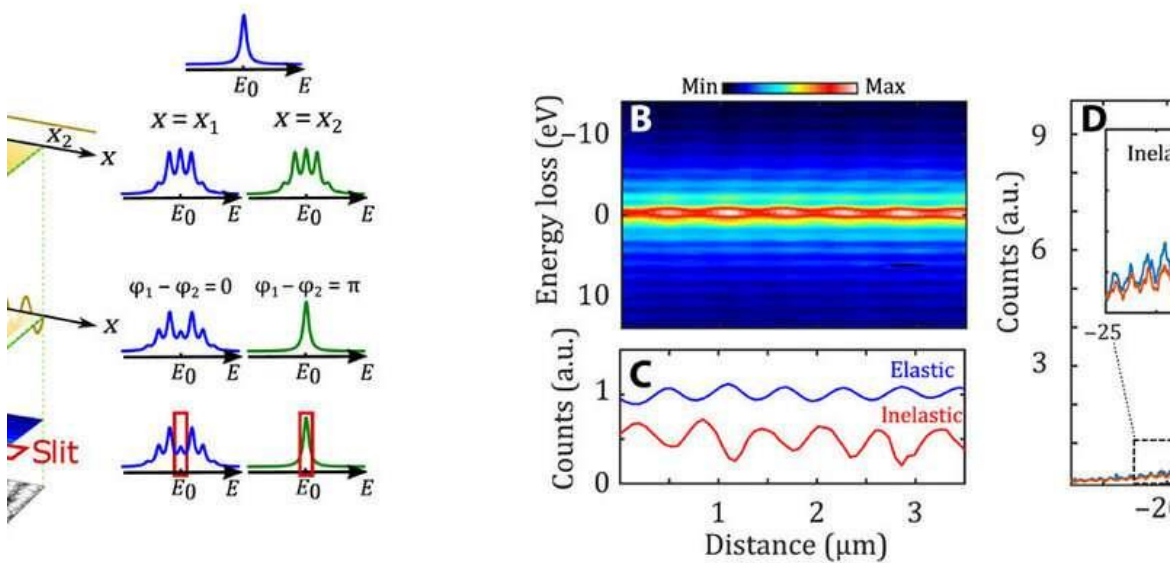 E₀ E
x = x₁ x = x₂
x₂
x
E₀ E E₀ E
φ₁ − φ₂ = 0 φ₁ − φ₂ = π
x
E₀ E E₀ E
Slit
E₀ E E₀ E
Min Max
B
Energy loss (eV)
−10
0
10
C
Counts (a.u.)
1
0
Elastic
Inelastic
1 2 3
Distance (μm)
D
Counts (a.u.)
9
6
3
Inela
−25
−20